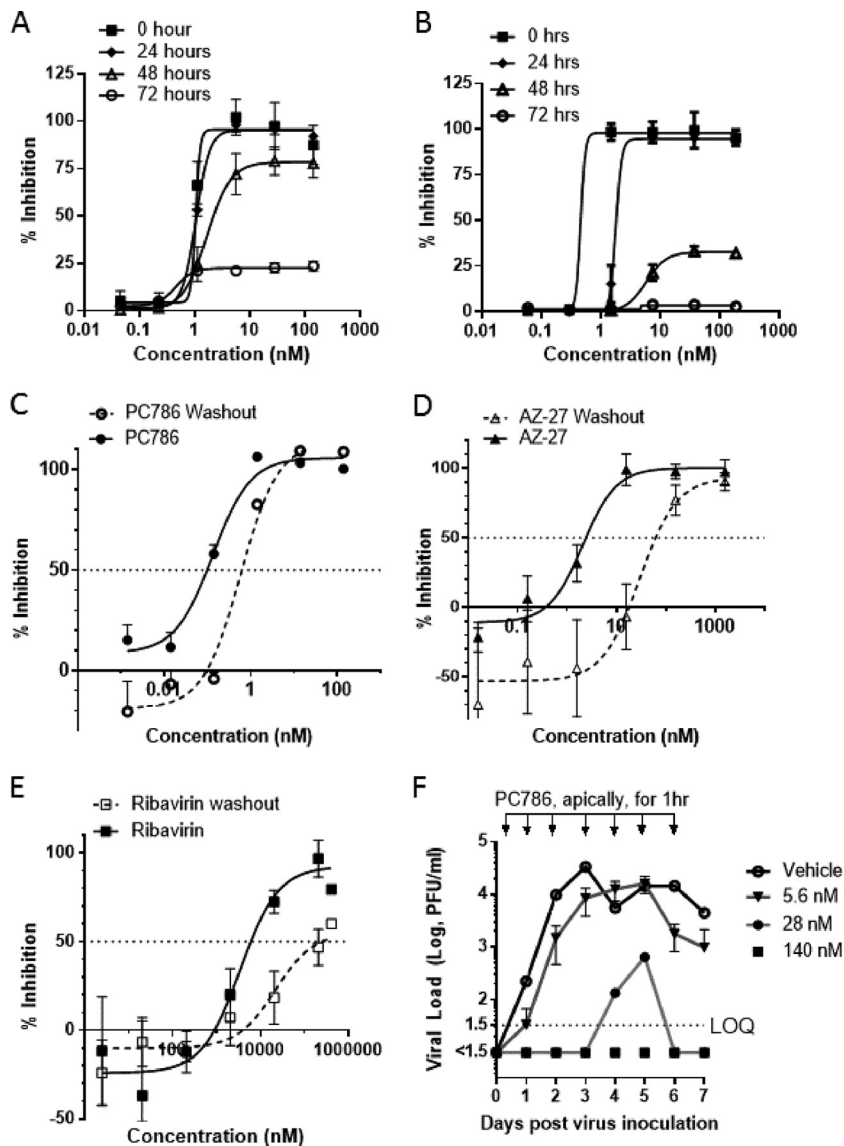 A
0 hour
24 hours
48 hours
72 hours
% Inhibition
125
100
75
50
25
0
0.01 0.1 1 10 100 1000
Concentration (nM)
B
0 hrs
24 hrs
48 hrs
72 hrs
% Inhibition
125
100
75
50
25
0
0.01 0.1 1 10 100 1000
Concentration (nM)
C
PC786 Washout
PC786
% Inhibition
100
50
0
0.01 1 100
Concentration (nM)
D
AZ-27 Washout
AZ-27
% Inhibition
100
50
0
-50
0.1 10 1000
Concentration (nM)
E
Ribavirin washout
Ribavirin
% Inhibition
100
50
0
-50
10000 1000000
Concentration (nM)
F
PC786, apically, for 1hr
Viral Load (Log, PFU/ml)
5
4
3
2
1.5
<1.5
LOQ
0 1 2 3 4 5 6 7
Days post virus inoculation
Vehicle
5.6 nM
28 nM
140 nM